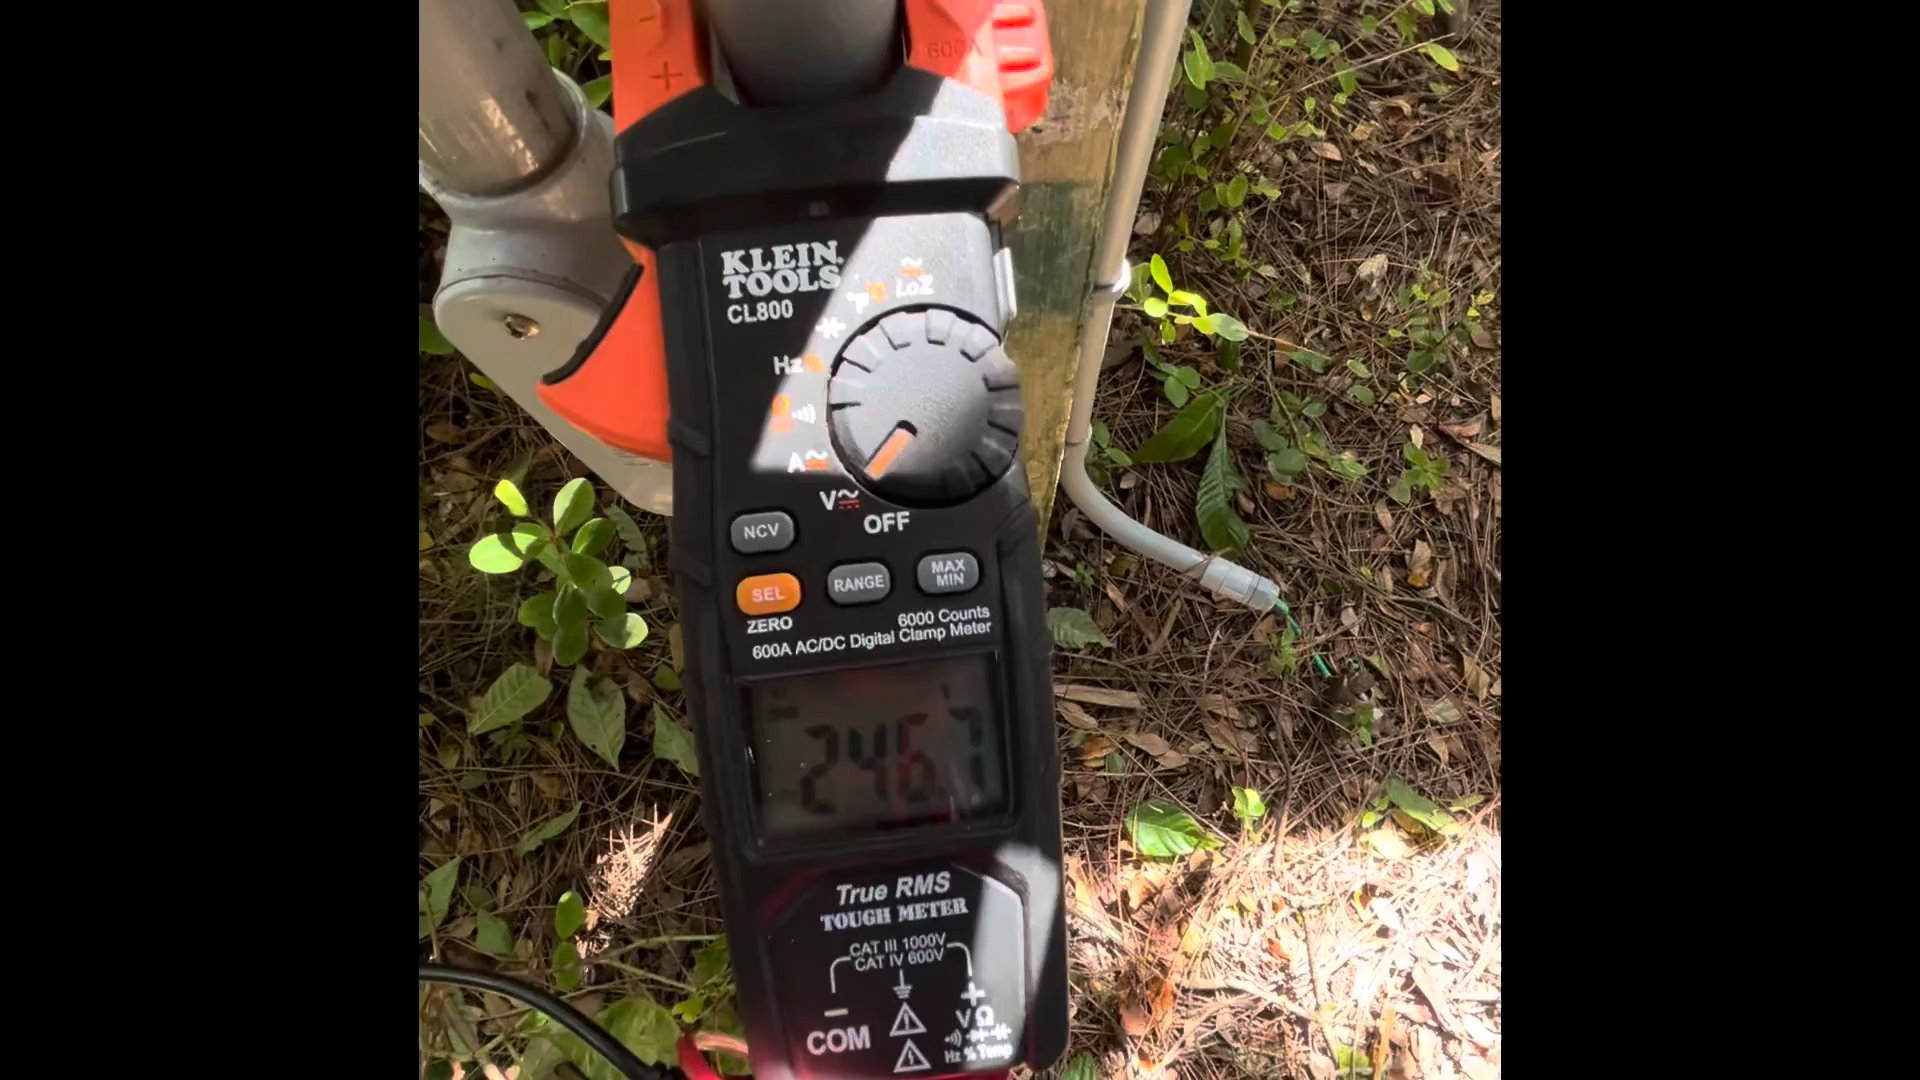 600A
KLEIN
TOOLS
CL800
°F °C LoZ
Hz %
Ω
A
V
OFF
NCV
SEL
RANGE
MAX
MIN
ZERO
6000 Counts
600A AC/DC Digital Clamp Meter
246.7
True RMS
TOUGH METER
CAT III 1000V
CAT IV 600V
− +
COM
V Ω
Hz % Temp